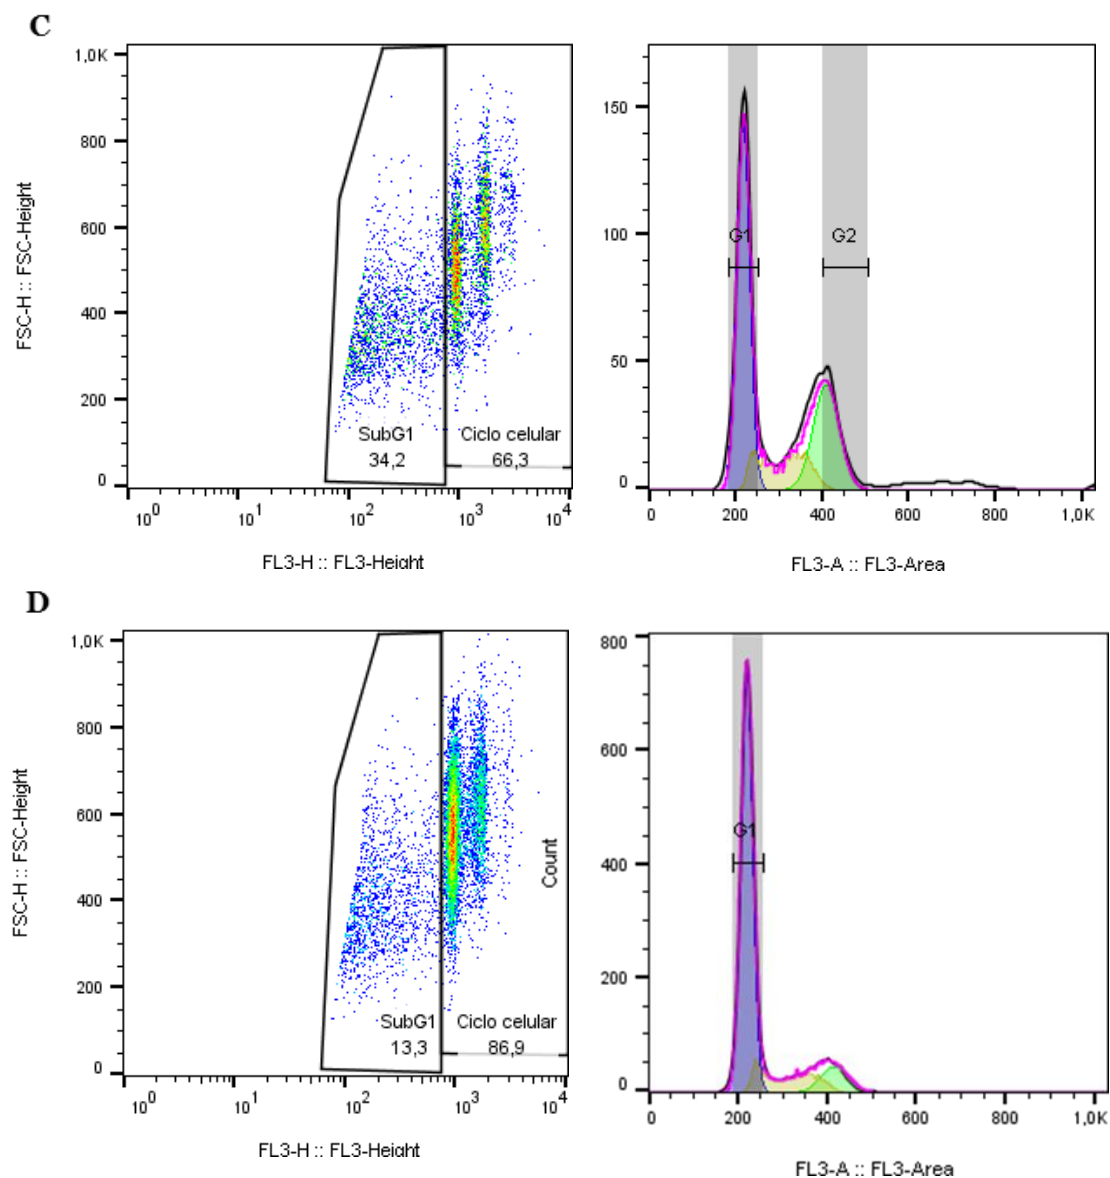 C
1,0K
800
600
400
200
0
FSC-H :: FSC-Height
SubG1
34,2
Ciclo celular
66,3
10^0 10^1 10^2 10^3 10^4
FL3-H :: FL3-Height
150
100
50
0
G1
G2
0 200 400 600 800 1,0K
FL3-A :: FL3-Area
D
1,0K
800
600
400
200
0
FSC-H :: FSC-Height
SubG1
13,3
Ciclo celular
86,9
10^0 10^1 10^2 10^3 10^4
FL3-H :: FL3-Height
Count
800
600
400
200
0
G1
0 200 400 600 800 1,0K
FL3-A :: FL3-Area